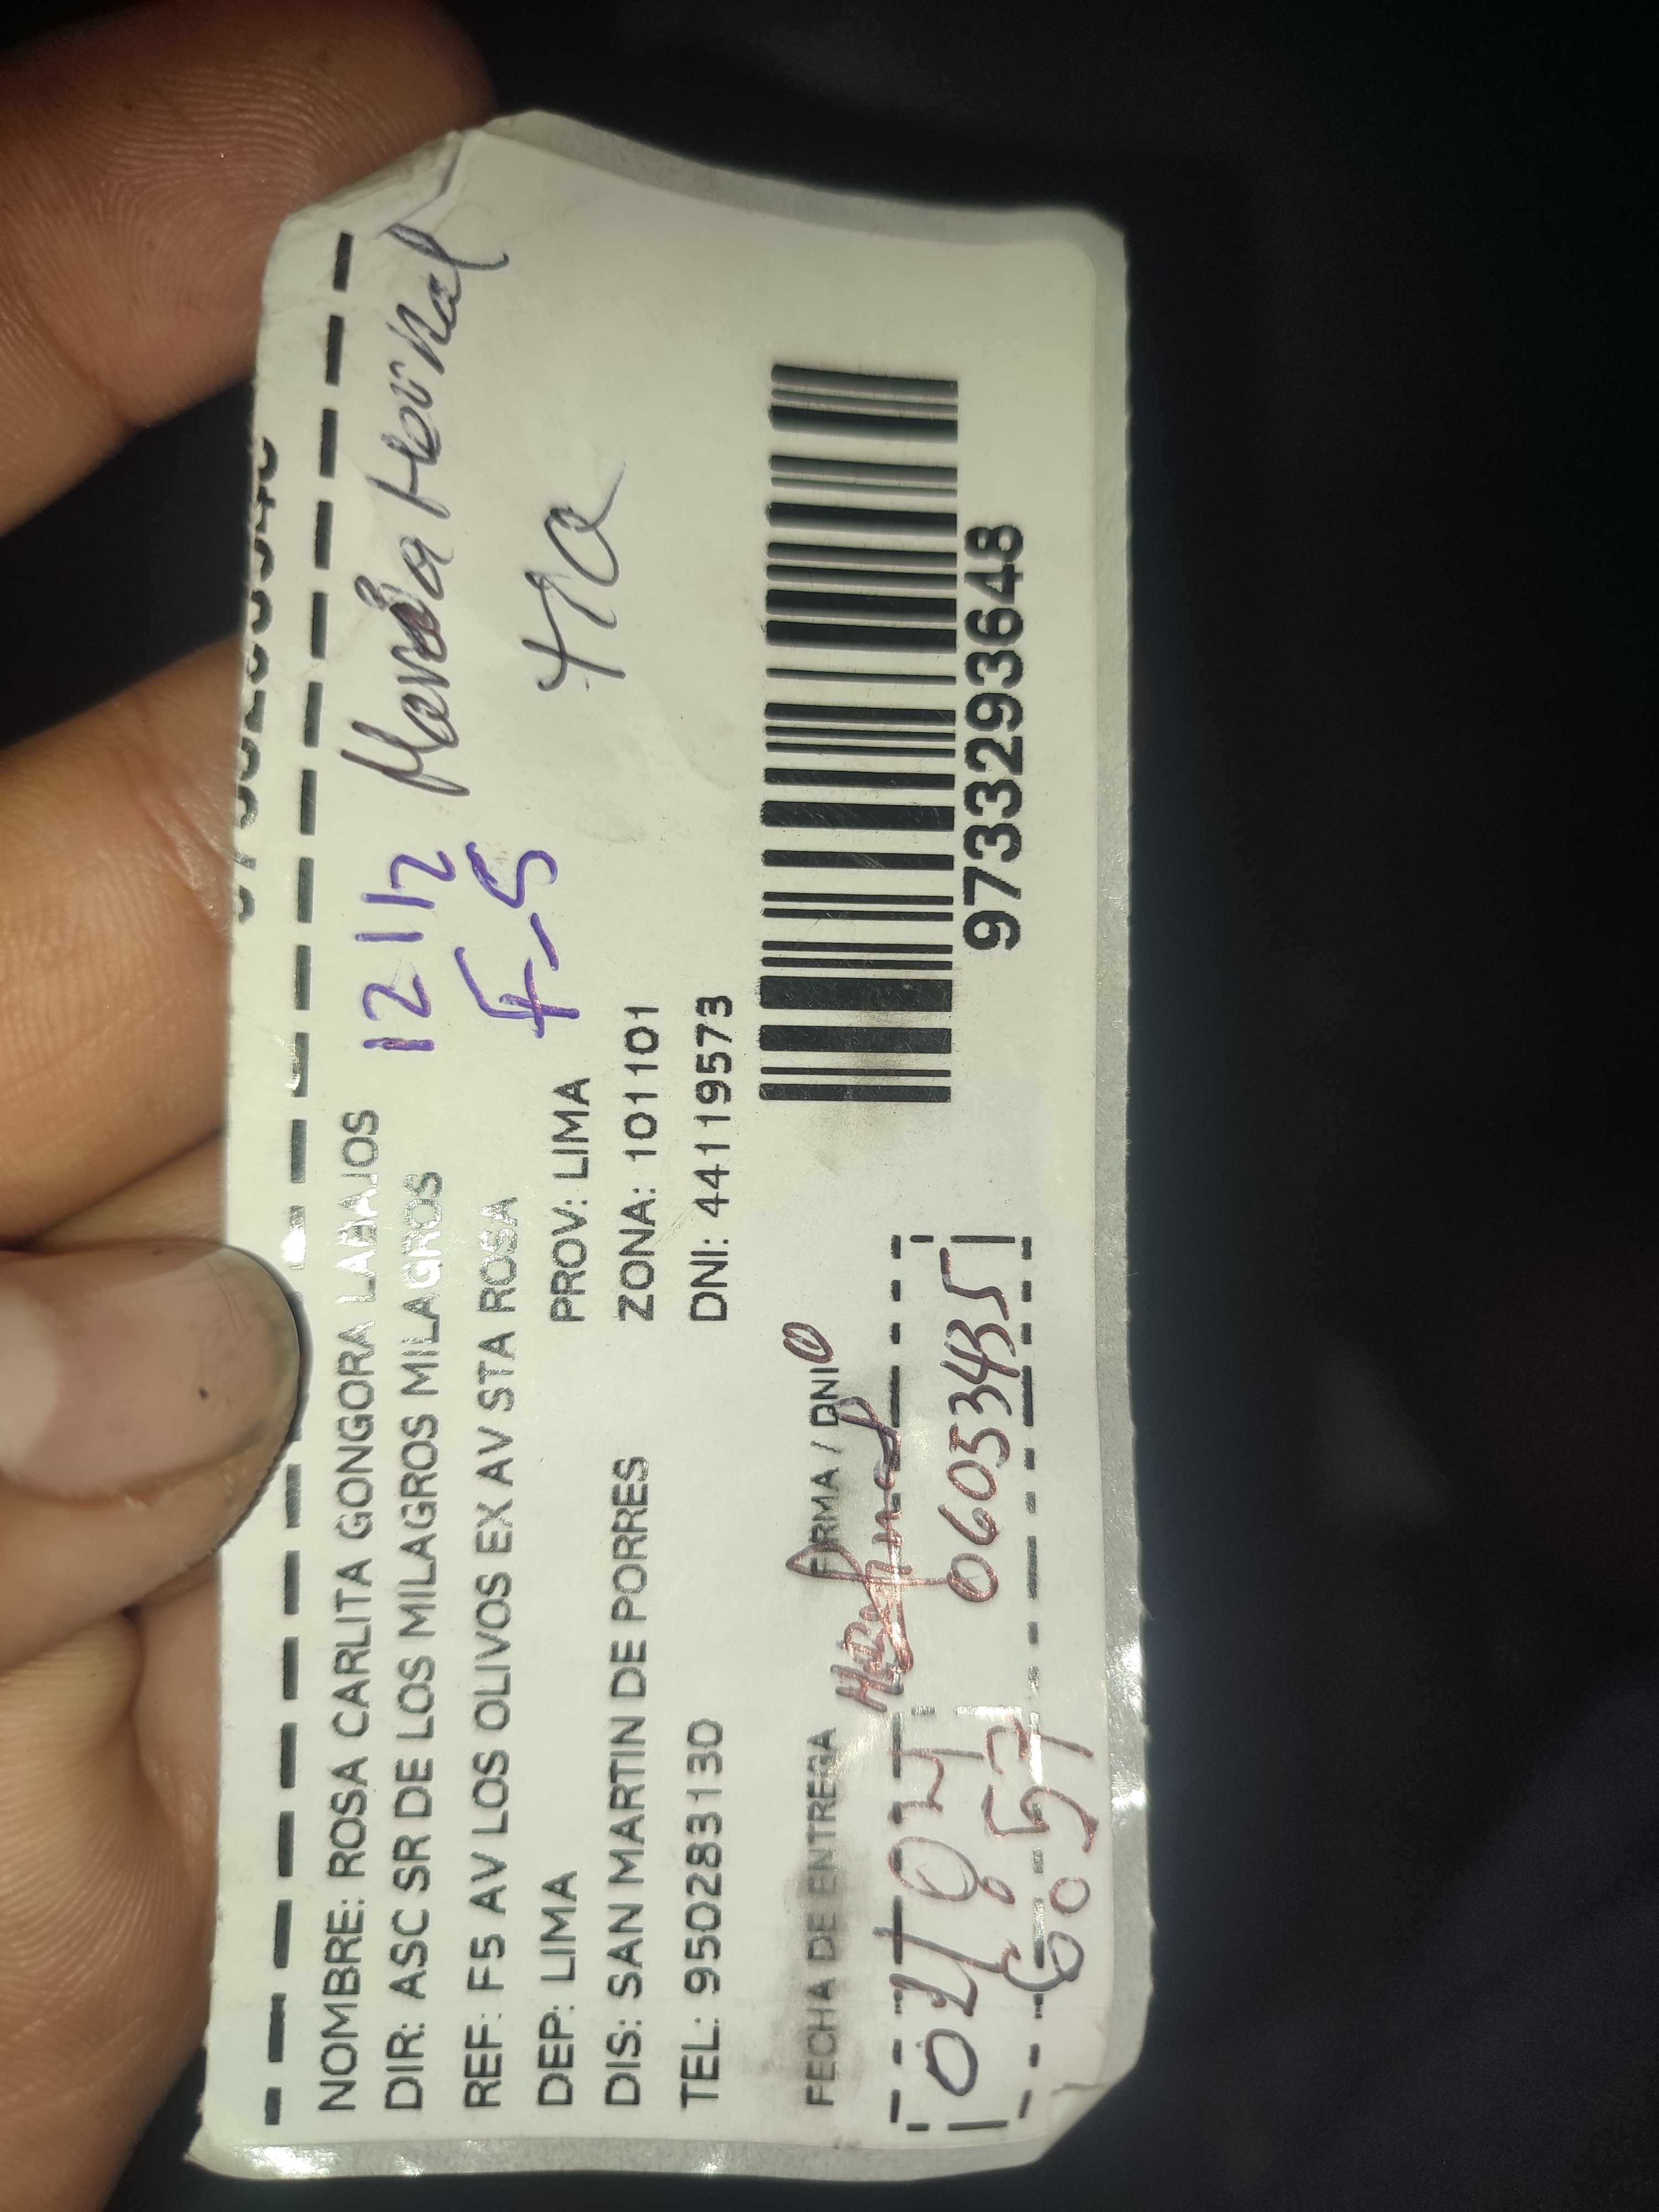 NOMBRE: ROSA CARLITA GONGORA LABAJOS
DIR: ASC SR DE LOS MILAGROS MILAGROS
REF: F5 AV LOS OLIVOS EX AV STA ROSA
DEP: LIMA PROV: LIMA
DIS: SAN MARTIN DE PORRES ZONA: 101101
TEL: 950283130 DNI: 44119573
F-5
tia
FECHA DE ENTREGA FIRMA / DNI
06053435
9733293648